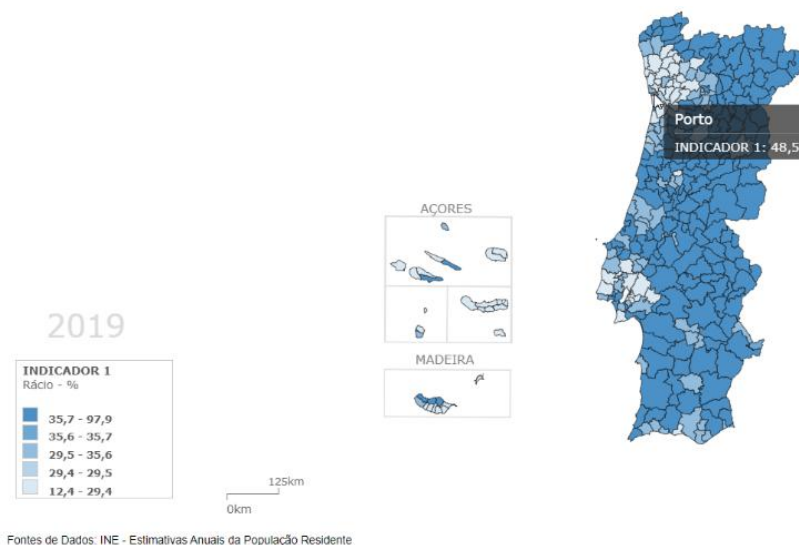 Porto
INDICADOR 1: 48,5
AÇORES
2019
MADEIRA
INDICADOR 1
Rácio - %
35,7 - 97,9
35,6 - 35,7
29,5 - 35,6
29,4 - 29,5
12,4 - 29,4
125km
0km
Fontes de Dados: INE - Estimativas Anuais da População Residente